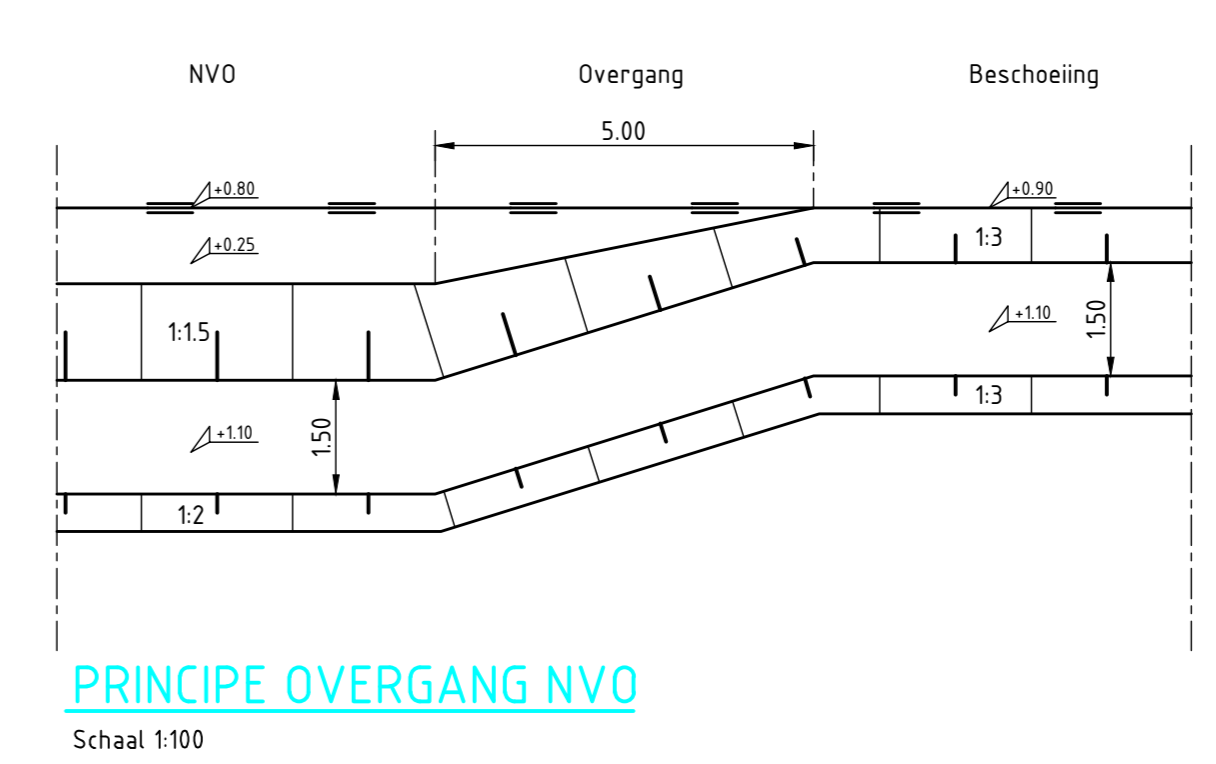 NVO
Overgang
Beschoeiing
5.00
+0.80
+0.90
+0.25
1:3
1:1.5
+1.10
1.50
+1.10
1.50
1:3
1:2
PRINCIPE OVERGANG NVO
Schaal 1:100